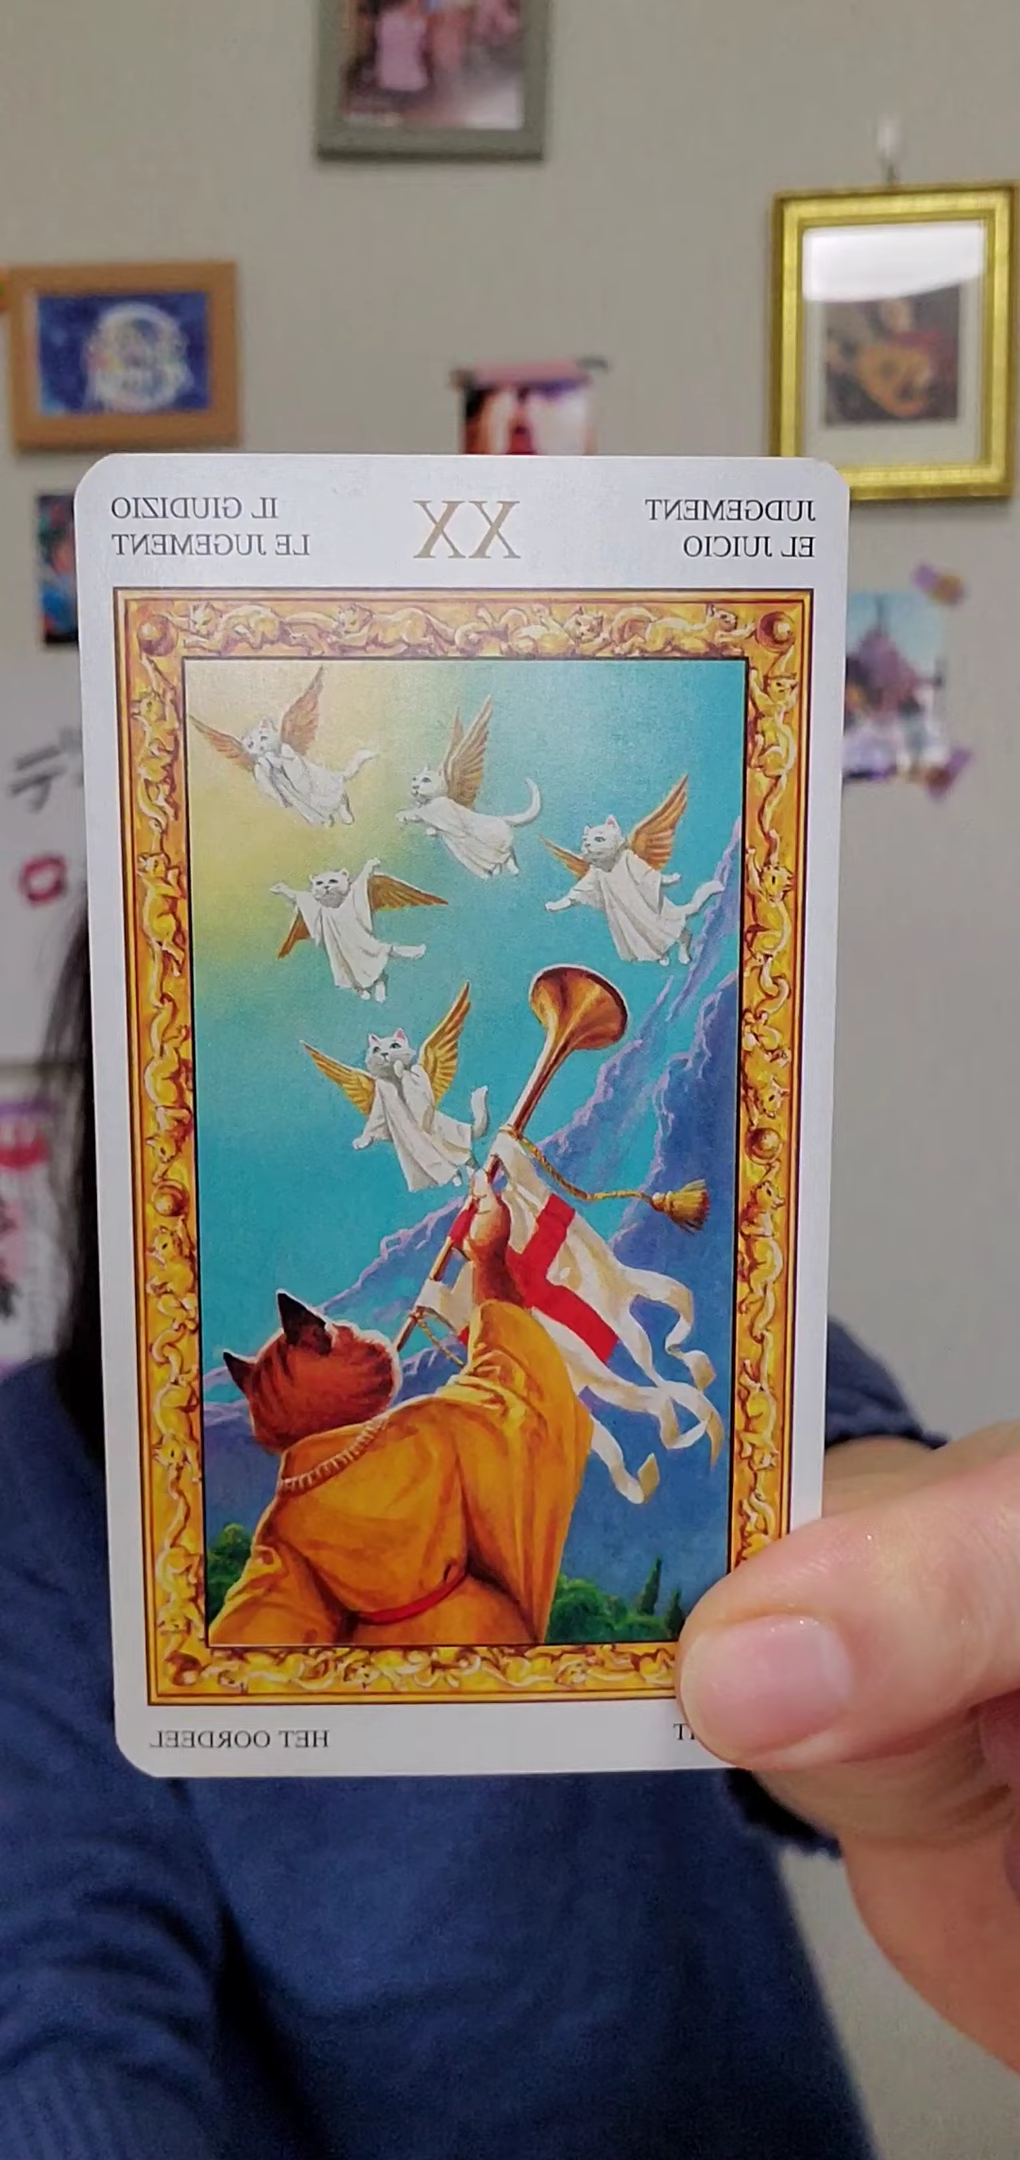 JUDGEMENT
EL JUICIO
XX
IL GIUDIZIO
LE JUGEMENT
HET OORDEEL